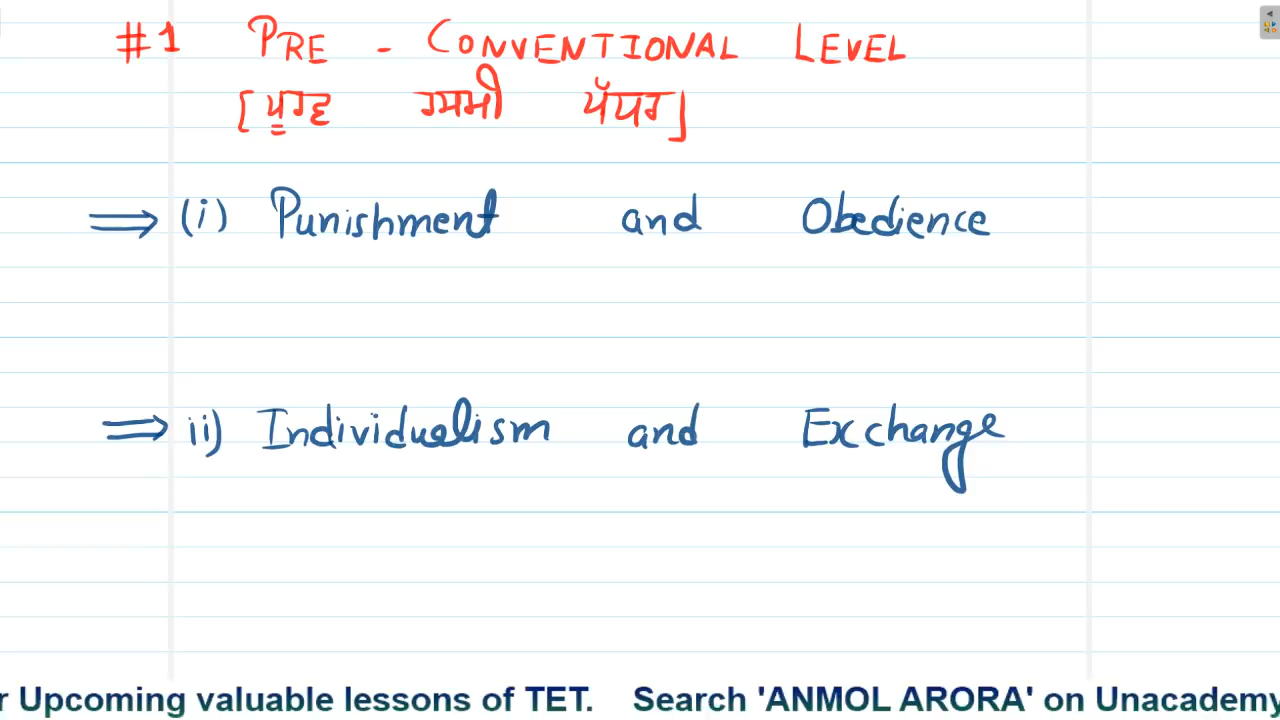 #1 PRE - CONVENTIONAL LEVEL
[ਪੂਰਵ ਰਸਮੀ ਪੱਧਰ]
⇒ (i) Punishment and Obedience
⇒ ii) Individualism and Exchange
r Upcoming valuable lessons of TET. Search 'ANMOL ARORA' on Unacademy